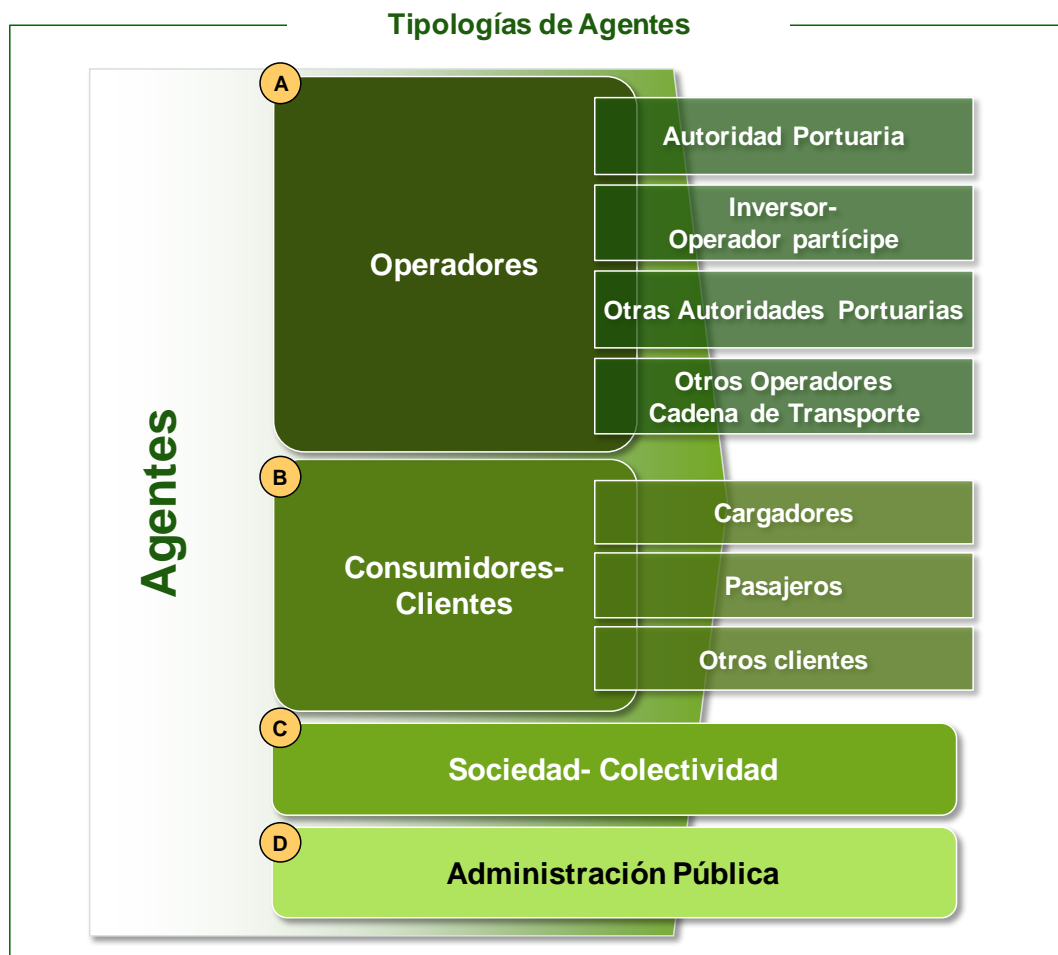 Tipologías de Agentes
Agentes
A
Operadores
Autoridad Portuaria
Inversor-
Operador partícipe
Otras Autoridades Portuarias
Otros Operadores
Cadena de Transporte
B
Consumidores-
Clientes
Cargadores
Pasajeros
Otros clientes
C
Sociedad- Colectividad
D
Administración Pública